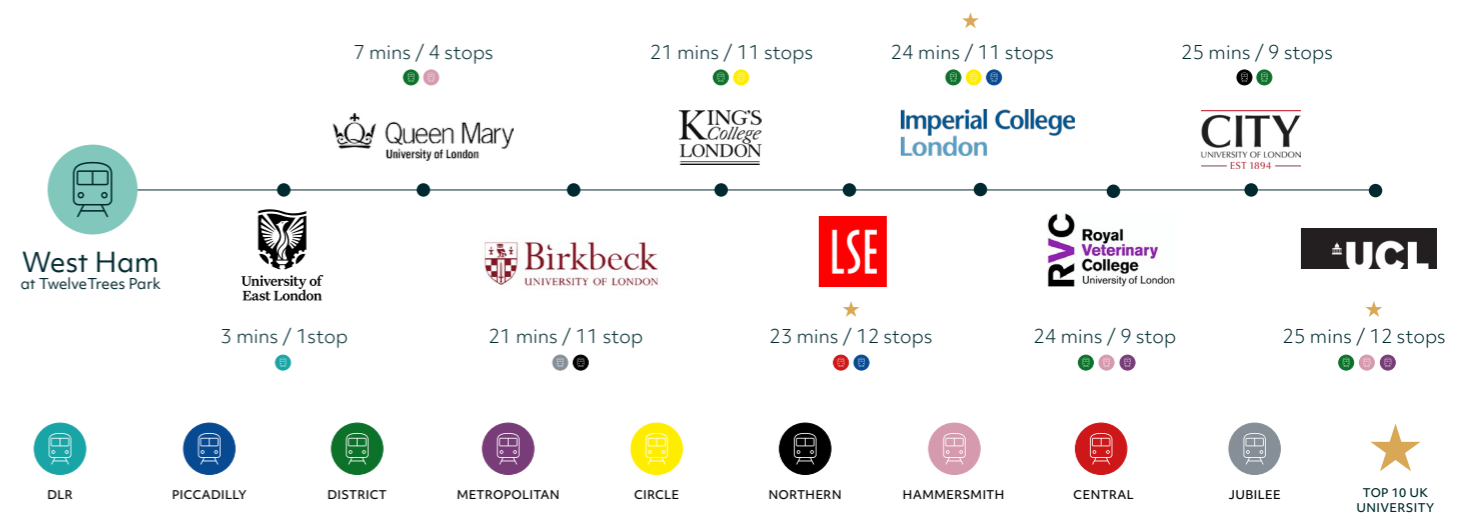 7 mins / 4 stops
21 mins / 11 stops
24 mins / 11 stops
25 mins / 9 stops
Queen Mary
University of London
KING'S
College
LONDON
Imperial College
London
CITY
UNIVERSITY OF LONDON
EST 1894
West Ham
at TwelveTrees Park
University of
East London
Birkbeck
UNIVERSITY OF LONDON
LSE
RVC
Royal
Veterinary
College
University of London
UCL
3 mins / 1stop
21 mins / 11 stop
23 mins / 12 stops
24 mins / 9 stop
25 mins / 12 stops
DLR
PICCADILLY
DISTRICT
METROPOLITAN
CIRCLE
NORTHERN
HAMMERSMITH
CENTRAL
JUBILEE
TOP 10 UK
UNIVERSITY